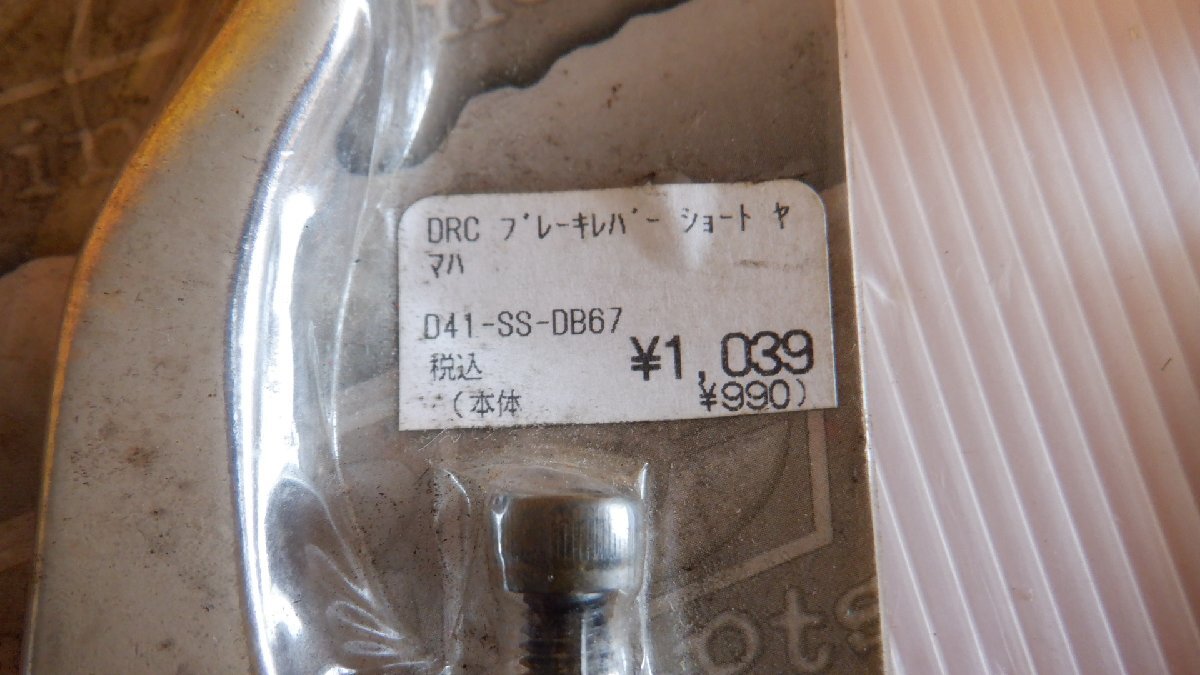 DRC ﾌﾞﾚｰｷﾚﾊﾞｰ ｼｮｰﾄ ﾔ
ﾏﾊ
D41-SS-DB67
税込 ¥1,039
(本体 ¥990)
ots